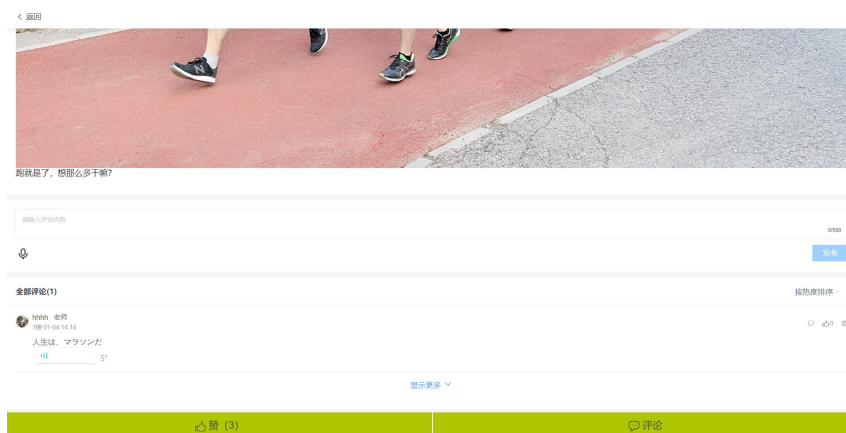 < 返回
跑就是了，想那么多干嘛？
请输入评论内容
0/500
发布
全部评论(1)
按热度排序
hhhh 老师
1楼 01-04 14:14
0
人生は、マラソンだ
5"
显示更多
赞 (3)
评论